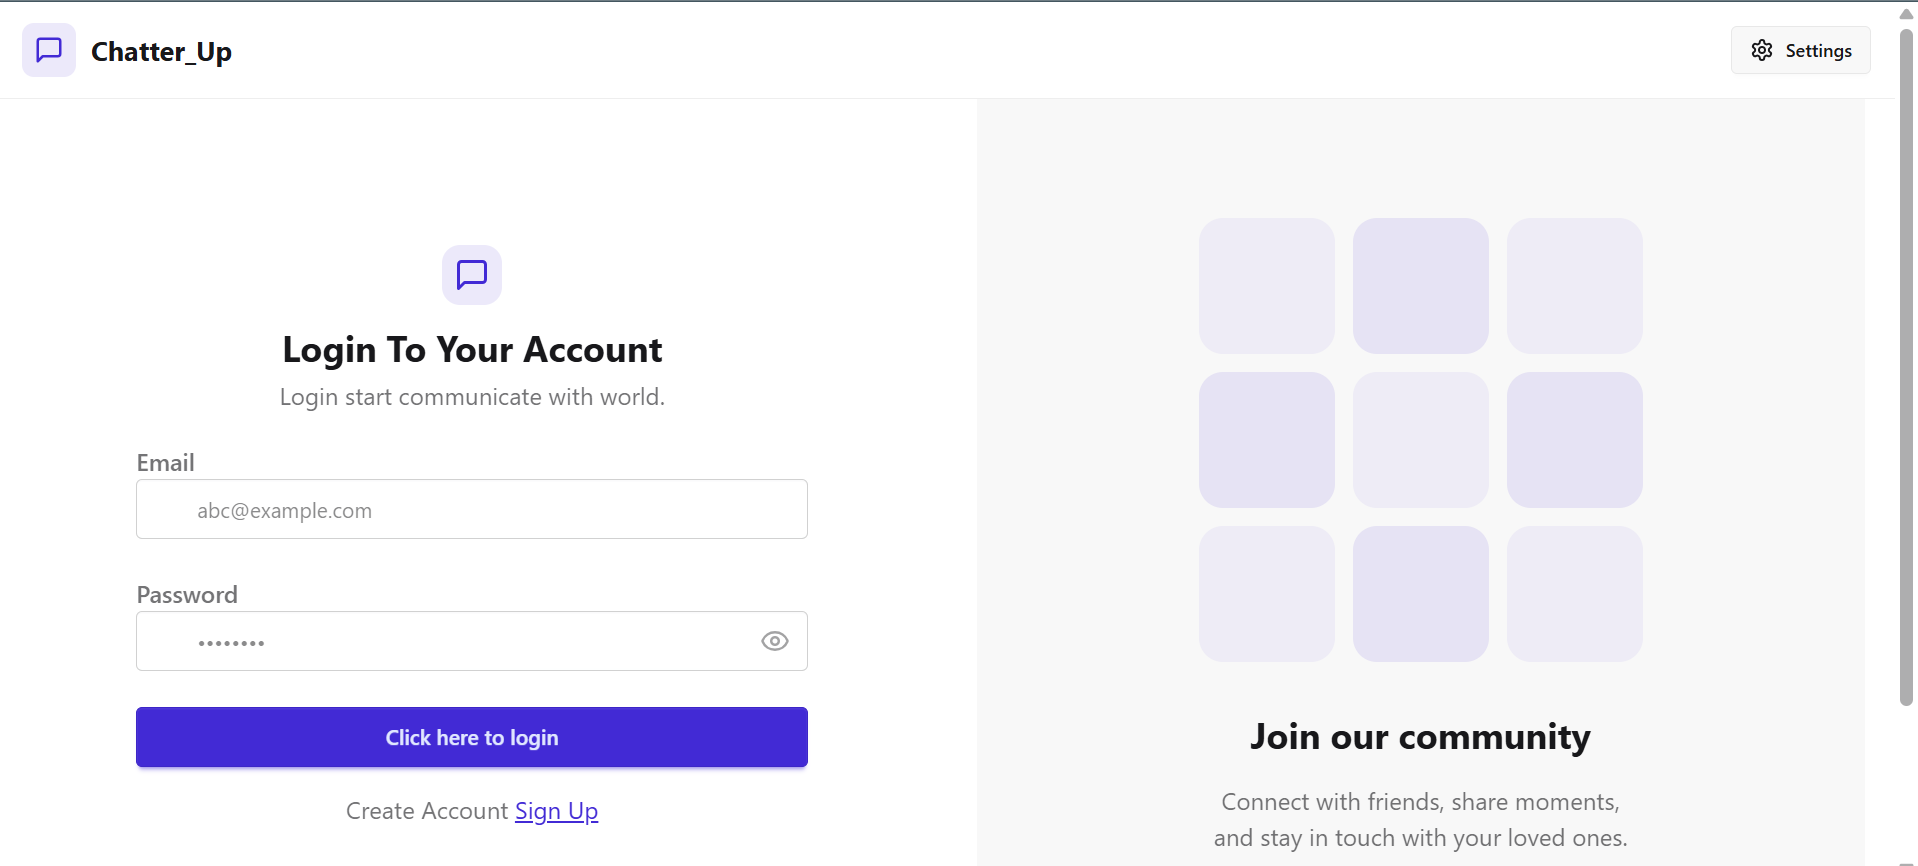 Chatter_Up
Settings
Login To Your Account
Login start communicate with world.
Email
abc@example.com
Password
••••••••
Click here to login
Create Account Sign Up
Join our community
Connect with friends, share moments,
and stay in touch with your loved ones.